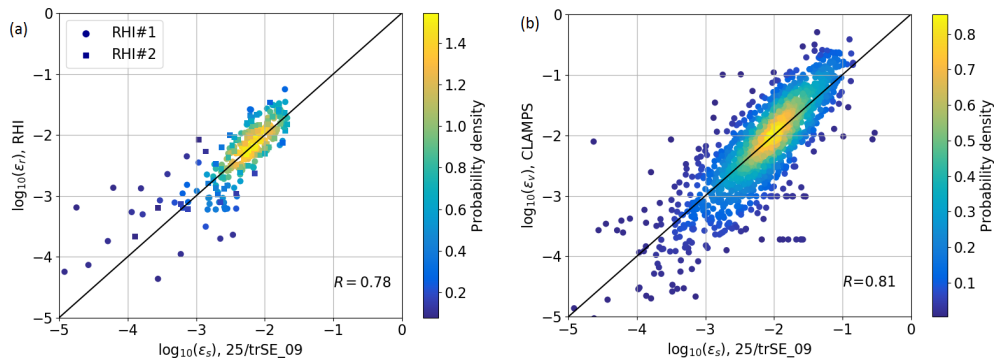 (a)
RHI#1
RHI#2
log10(εr), RHI
0
−1
−2
−3
−4
−5
R = 0.78
−5 −4 −3 −2 −1 0
log10(εs), 25/trSE_09
1.4
1.2
1.0
0.8
0.6
0.4
0.2
Probability density
(b)
log10(εv), CLAMPS
0
−1
−2
−3
−4
−5
R=0.81
−5 −4 −3 −2 −1 0
log10(εs), 25/trSE_09
0.8
0.7
0.6
0.5
0.4
0.3
0.2
0.1
Probability density